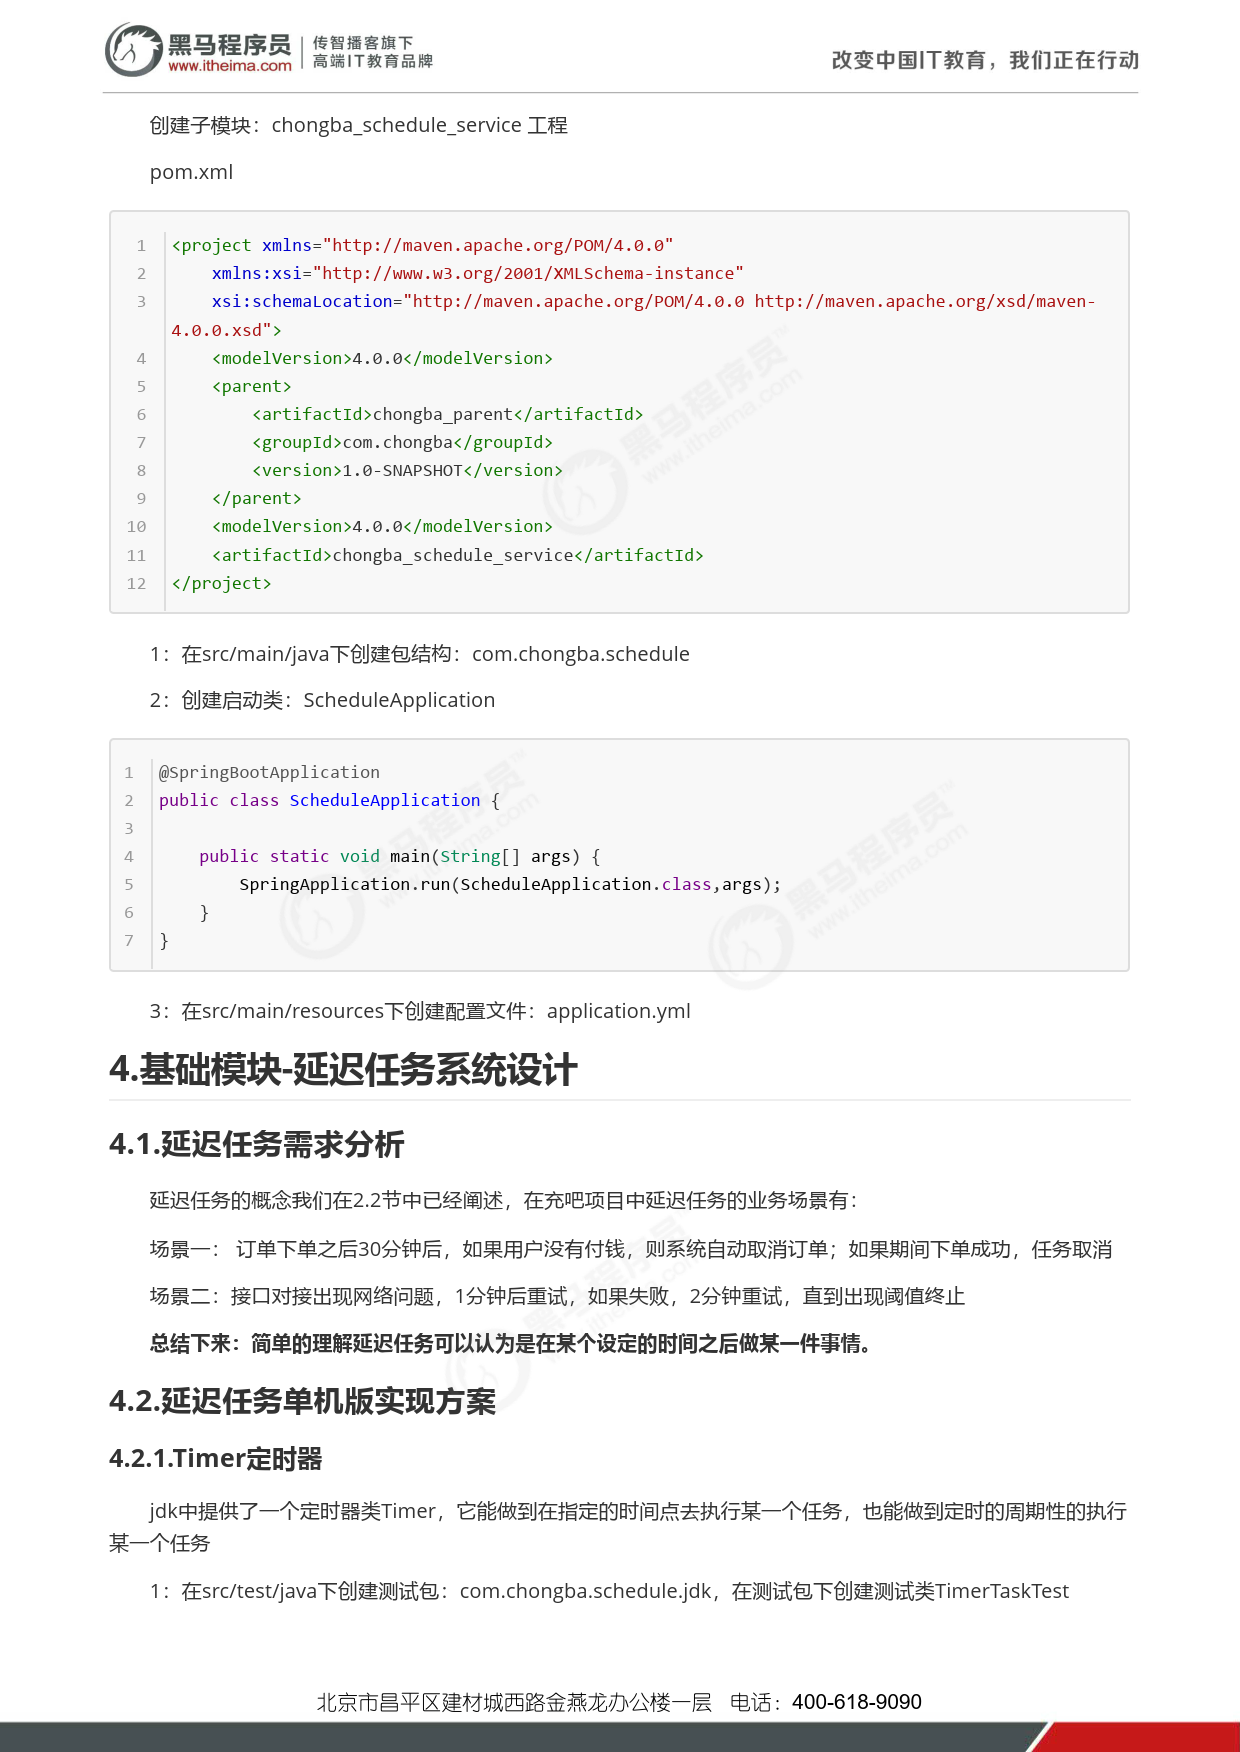 黑马程序员
www.itheima.com
传智播客旗下
高端IT教育品牌
改变中国IT教育，我们正在行动
创建子模块：chongba_schedule_service 工程
pom.xml
1 <project xmlns="http://maven.apache.org/POM/4.0.0"
2     xmlns:xsi="http://www.w3.org/2001/XMLSchema-instance"
3     xsi:schemaLocation="http://maven.apache.org/POM/4.0.0 http://maven.apache.org/xsd/maven-
4.0.0.xsd">
4     <modelVersion>4.0.0</modelVersion>
5     <parent>
6         <artifactId>chongba_parent</artifactId>
7         <groupId>com.chongba</groupId>
8         <version>1.0-SNAPSHOT</version>
9     </parent>
10     <modelVersion>4.0.0</modelVersion>
11     <artifactId>chongba_schedule_service</artifactId>
12 </project>
1：在src/main/java下创建包结构：com.chongba.schedule
2：创建启动类：ScheduleApplication
1 @SpringBootApplication
2 public class ScheduleApplication {
3
4     public static void main(String[] args) {
5         SpringApplication.run(ScheduleApplication.class,args);
6     }
7 }
3：在src/main/resources下创建配置文件：application.yml
4.基础模块-延迟任务系统设计
4.1.延迟任务需求分析
延迟任务的概念我们在2.2节中已经阐述，在充吧项目中延迟任务的业务场景有：
场景一： 订单下单之后30分钟后，如果用户没有付钱，则系统自动取消订单；如果期间下单成功，任务取消
场景二：接口对接出现网络问题，1分钟后重试，如果失败，2分钟重试，直到出现阈值终止
总结下来：简单的理解延迟任务可以认为是在某个设定的时间之后做某一件事情。
4.2.延迟任务单机版实现方案
4.2.1.Timer定时器
jdk中提供了一个定时器类Timer，它能做到在指定的时间点去执行某一个任务，也能做到定时的周期性的执行
某一个任务
1：在src/test/java下创建测试包：com.chongba.schedule.jdk，在测试包下创建测试类TimerTaskTest
北京市昌平区建材城西路金燕龙办公楼一层 电话：400-618-9090